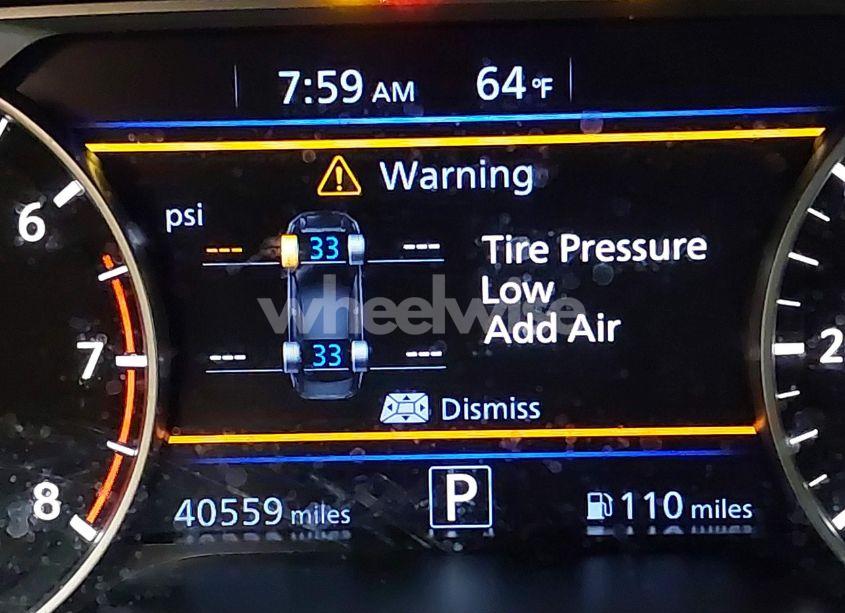 7:59 AM 64°F
Warning
psi
--- 33 ---
Tire Pressure
Low
Add Air
wheelwise
--- 33 ---
Dismiss
40559 miles P 110 miles
6
7
8
2